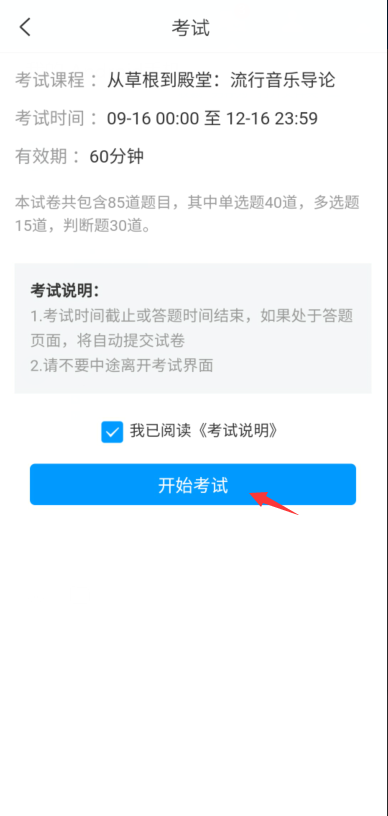 考试
考试课程：从草根到殿堂：流行音乐导论
考试时间：09-16 00:00 至 12-16 23:59
有效期：60分钟
本试卷共包含85道题目，其中单选题40道，多选题
15道，判断题30道。
考试说明：
1.考试时间截止或答题时间结束，如果处于答题
页面，将自动提交试卷
2.请不要中途离开考试界面
我已阅读《考试说明》
开始考试